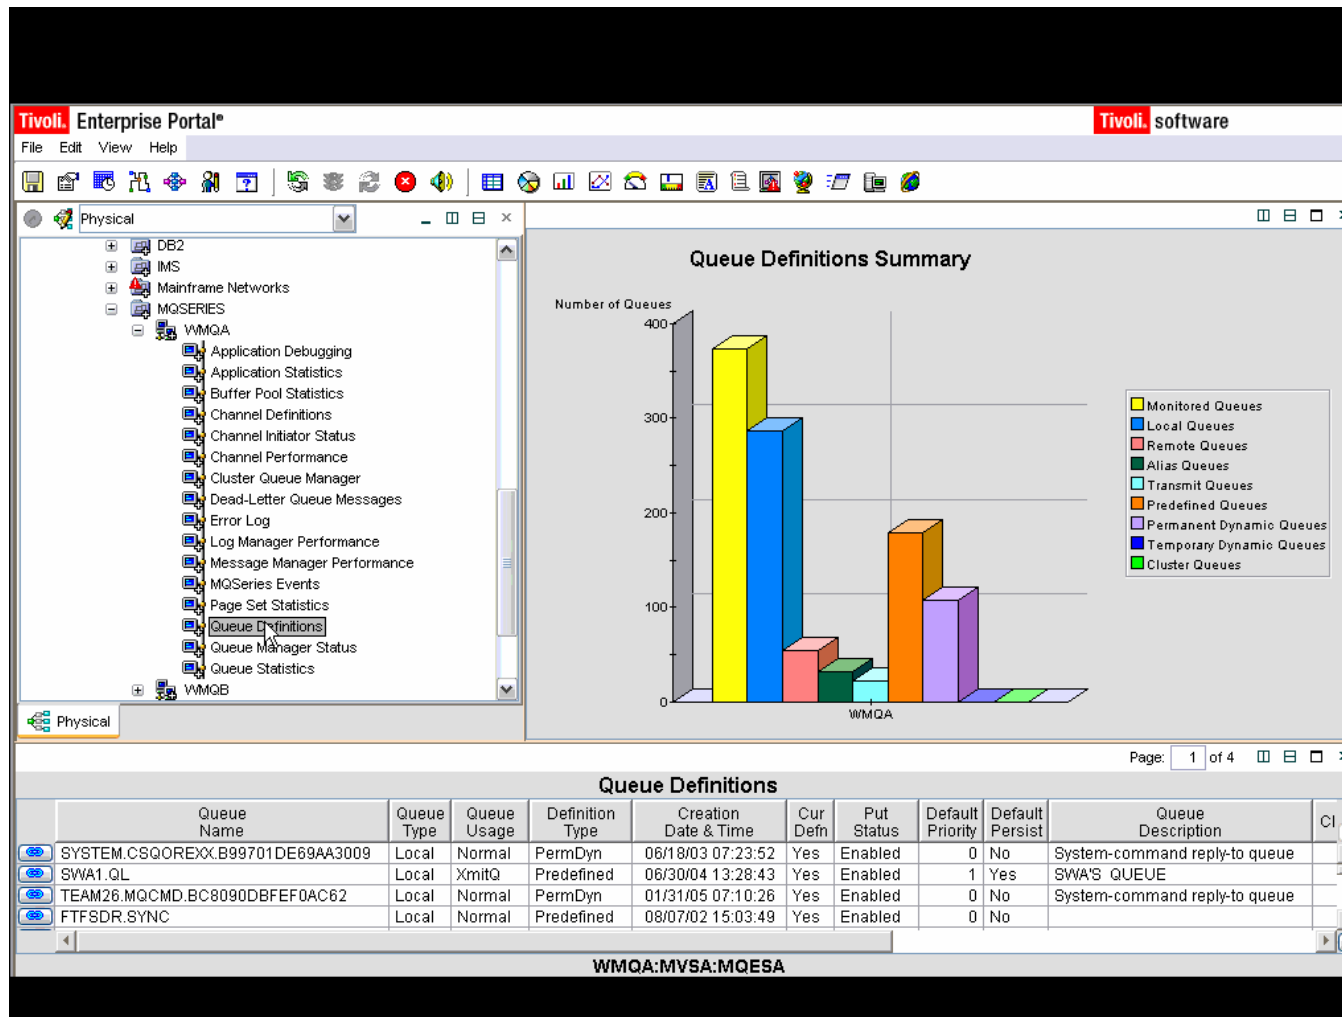 Tivoli. Enterprise Portal®
Tivoli. software
File Edit View Help
Physical
DB2
IMS
Mainframe Networks
MQSERIES
WMQA
Application Debugging
Application Statistics
Buffer Pool Statistics
Channel Definitions
Channel Initiator Status
Channel Performance
Cluster Queue Manager
Dead-Letter Queue Messages
Error Log
Log Manager Performance
Message Manager Performance
MQSeries Events
Page Set Statistics
Queue Definitions
Queue Manager Status
Queue Statistics
WMQB
Physical
Queue Definitions Summary
Number of Queues
400
300
200
100
0
WMQA
Monitored Queues
Local Queues
Remote Queues
Alias Queues
Transmit Queues
Predefined Queues
Permanent Dynamic Queues
Temporary Dynamic Queues
Cluster Queues
Page: 1 of 4
Queue Definitions
Queue Name Queue Type Queue Usage Definition Type Creation Date & Time Cur Defn Put Status Default Priority Default Persist Queue Description Cl
SYSTEM.CSQOREXX.B99701DE69AA3009 Local Normal PermDyn 06/18/03 07:23:52 Yes Enabled 0 No System-command reply-to queue
SWA1.QL Local XmitQ Predefined 06/30/04 13:28:43 Yes Enabled 1 Yes SWA'S QUEUE
TEAM26.MQCMD.BC8090DBFEF0AC62 Local Normal PermDyn 01/31/05 07:10:26 Yes Enabled 0 No System-command reply-to queue
FTFSDR.SYNC Local Normal Predefined 08/07/02 15:03:49 Yes Enabled 0 No
WMQA:MVSA:MQESA